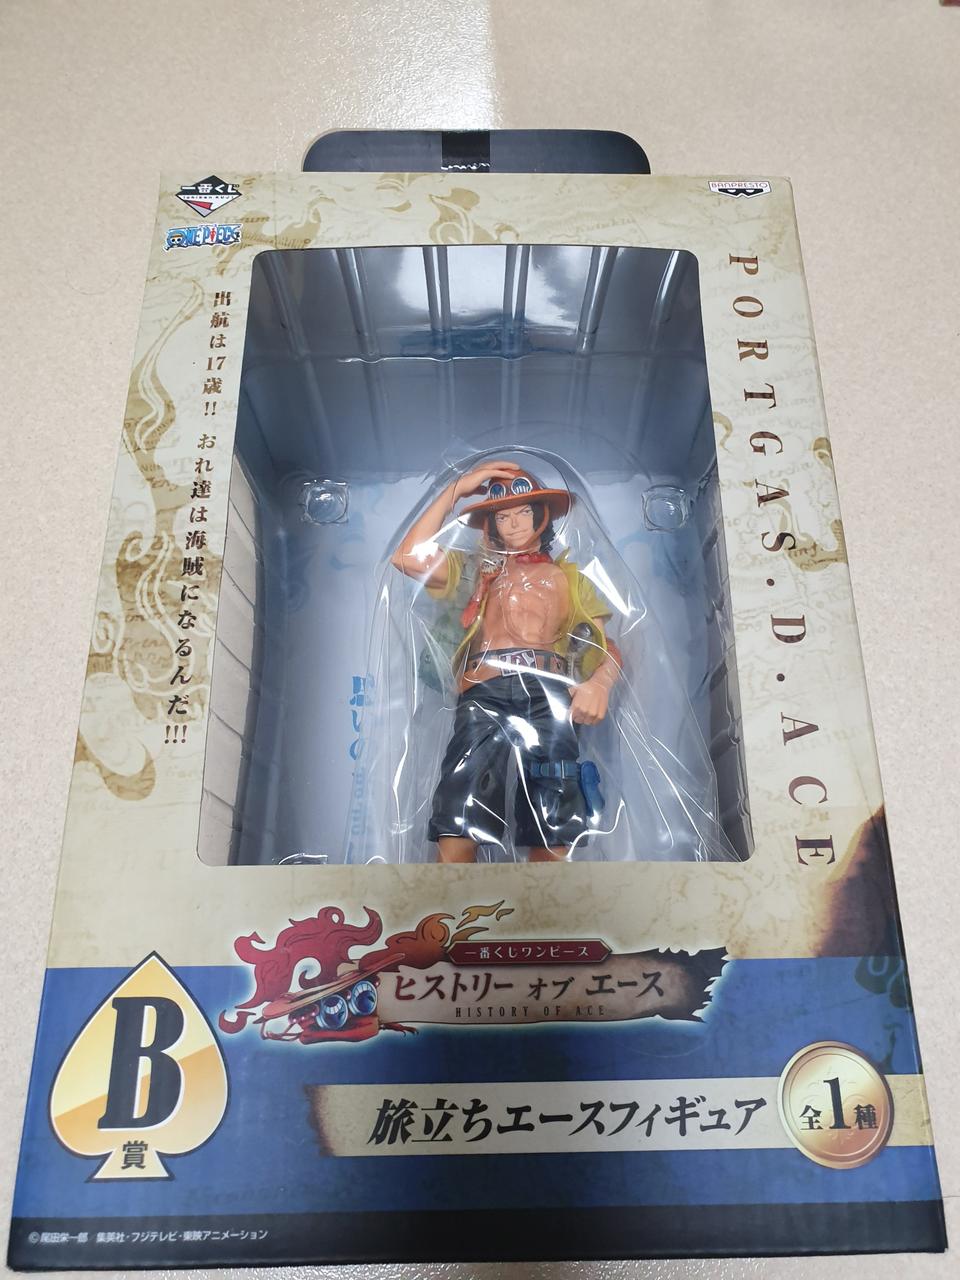 一番くじ
ICHIBAN KUJI
ONE PIECE
BANPRESTO
出航は17歳!! おれ達は海賊になるんだ!!!
PORTGAS・D・ACE
一番くじワンピース
ヒストリー オブ エース
HISTORY OF ACE
B
賞
旅立ちエースフィギュア
全1種
©尾田栄一郎/集英社・フジテレビ・東映アニメーション